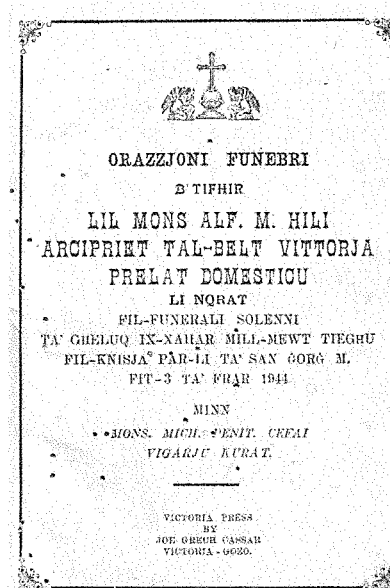 ORAZZJONI FUNEBRI
B'TIFHIR
LIL MONS ALF. M. HILI
ARCIPRIET TAL-BELT VITTORJA
PRELAT DOMESTICU
LI NQRAT
FIL-FUNERALI SOLENNI
TA' GHELUQ IX-XAHAR MILL-MEWT TIEGHU
FIL-KNISJA PAR-LI TA' SAN GORG M.
FIT-3 TA' FRAR 1944
MINN
MONS. MICH. PENIT. CEFAI
VIGARJU KURAT.
VICTORIA PRESS
BY
JOE GRECH CASSAR
VICTORIA - GOZO.